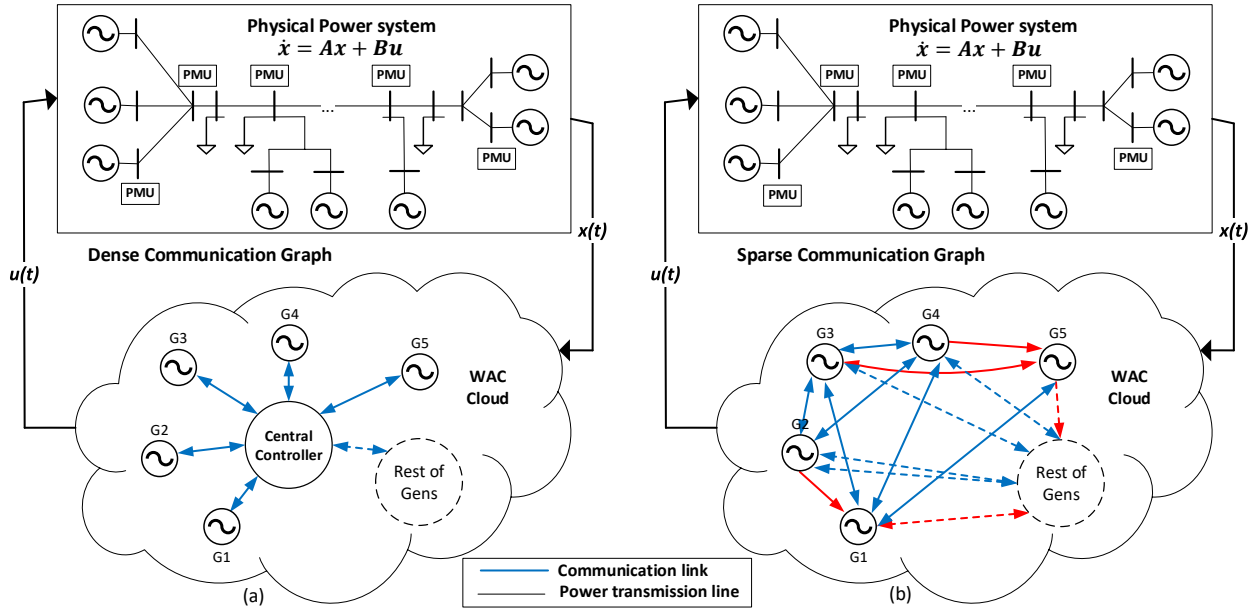 Physical Power system
ẋ = Ax + Bu
PMU
PMU
PMU
PMU
PMU
...
u(t)
x(t)
Dense Communication Graph
G4
G3
G5
G2
G1
Central
Controller
Rest of
Gens
WAC
Cloud
(a)
Physical Power system
ẋ = Ax + Bu
PMU
PMU
PMU
PMU
PMU
...
u(t)
x(t)
Sparse Communication Graph
G4
G3
G5
G2
G1
Rest of
Gens
WAC
Cloud
(b)
Communication link
Power transmission line